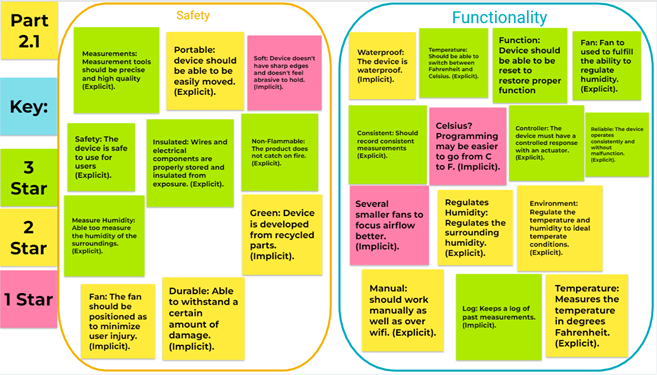 Part
2.1
Key:
3
Star
2
Star
1 Star
Safety
Measurements:
Measurement tools
should be precise
and high quality
(Explicit).
Portable:
device should
be able to be
easily moved.
(Explicit).
Soft: Device doesn't
have sharp edges
and doesn't feel
abrasive to hold.
(Implicit).
Safety: The
device is safe
to use for
users
(Explicit).
Insulated: Wires and
electrical
components are
properly stored and
insulated from
exposure. (Explicit).
Non-Flammable: The
product does not
catch on fire.
(Explicit).
Measure Humidity:
Able too measure
the humidity of the
surroundings.
(Explicit).
Green: Device
is developed
from recycled
parts.
(Implicit).
Fan: The fan
should be
positioned as
to minimize
user injury.
(Implicit).
Durable: Able
to withstand a
certain
amount of
damage.
(Implicit).
Functionality
Waterproof:
The device is
waterproof.
(Implicit).
Temperature:
Should be able to
switch between
Fahrenheit and
Celsius. (Explicit).
Function:
Device should
be able to be
reset to
restore proper
function
Fan: Fan to
used to fulfill
the ability to
regulate
humidity.
(Explicit).
Consistent: Should
record consistent
measurements
(Explicit).
Celsius?
Programming
may be easier
to go from C
to F. (Implicit).
Controller: The
device must have a
controlled response
with an actuator.
(Explicit).
Reliable: The device
operates
consistently and
without
malfunction.
(Explicit).
Several
smaller fans to
focus airflow
better.
(Implicit).
Regulates
Humidity:
Regulates the
surrounding
humidity.
(Explicit).
Environment:
Regulate the
temperature and
humidity to ideal
temperate
conditions.
(Explicit).
Manual:
should work
manually as
well as over
wifi. (Explicit).
Log: Keeps a log of
past measurements.
(Implicit).
Temperature:
Measures the
temperature
in degrees
Fahrenheit.
(Explicit).